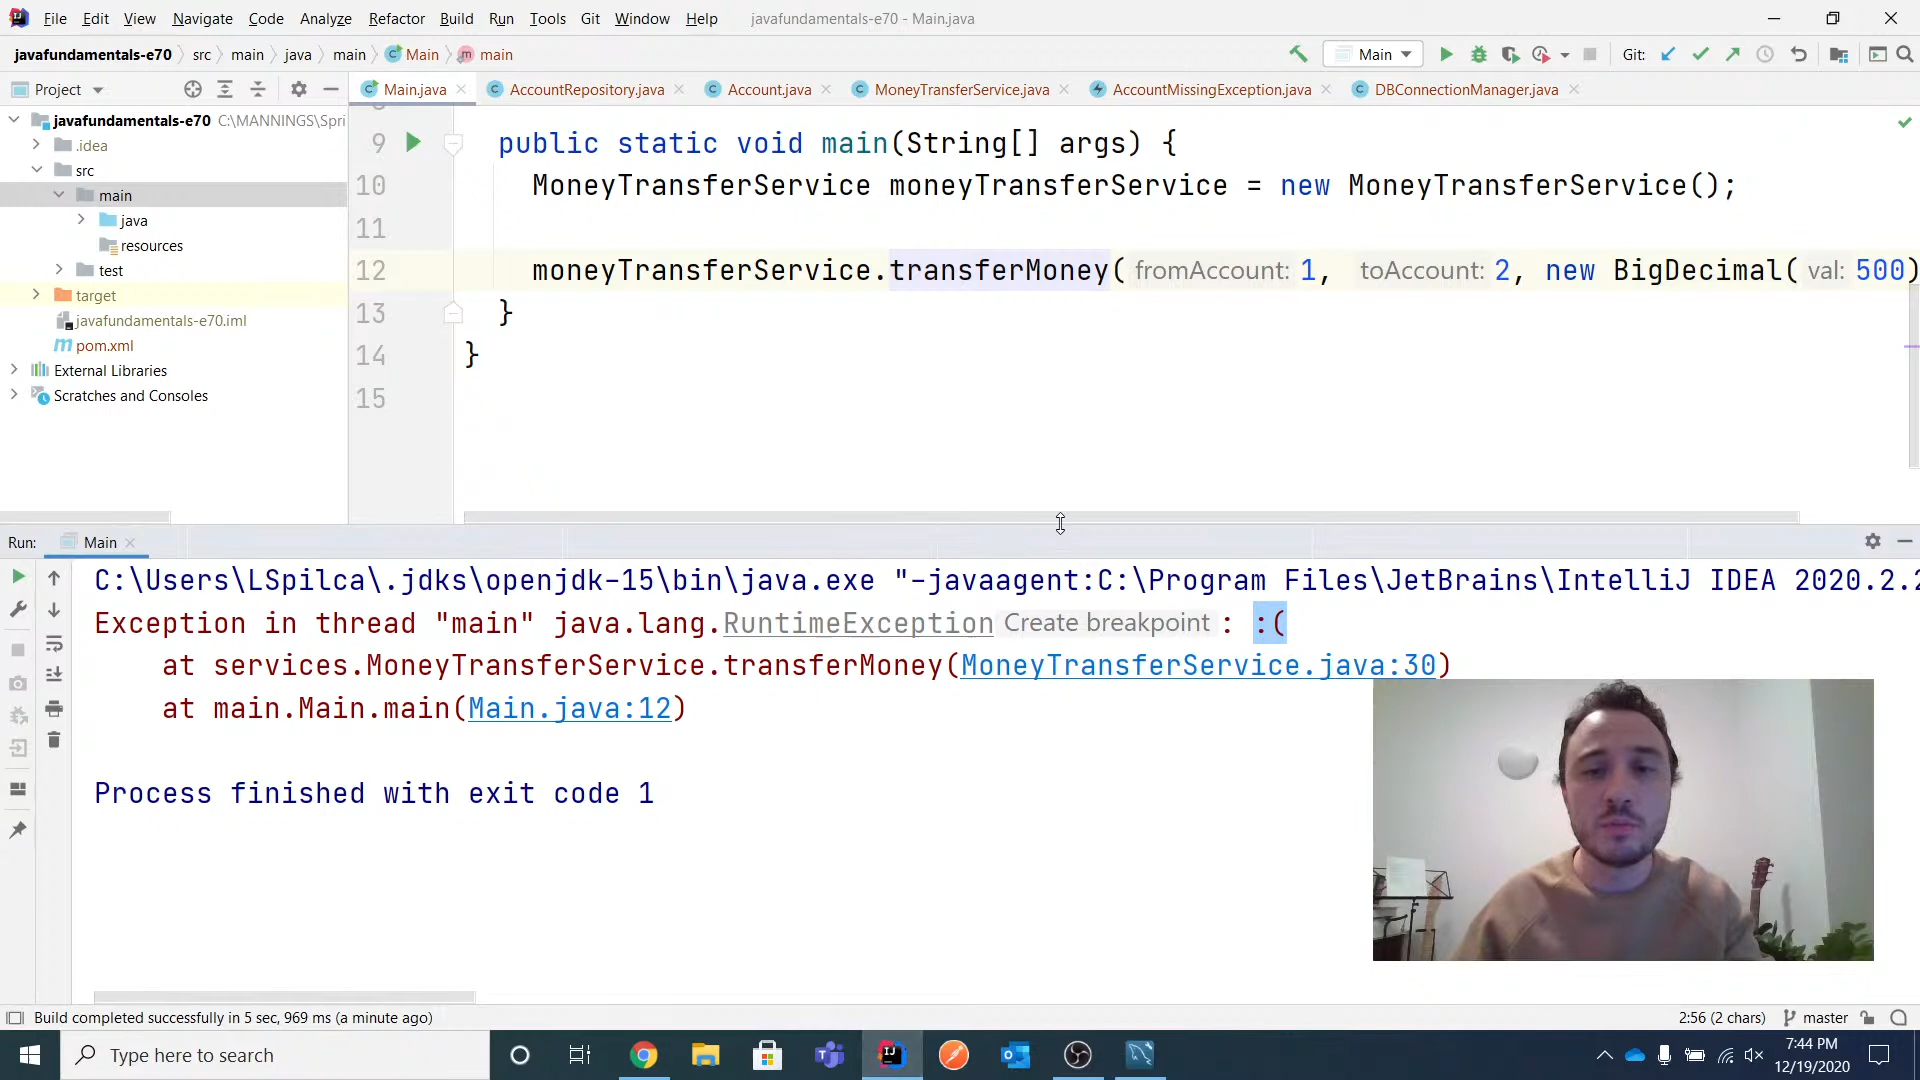 File Edit View Navigate Code Analyze Refactor Build Run Tools Git Window Help javafundamentals-e70 - Main.java
javafundamentals-e70 src main java main Main main
Main Git:
Project
Main.java AccountRepository.java Account.java MoneyTransferService.java AccountMissingException.java DBConnectionManager.java
javafundamentals-e70 C:\MANNINGS\Spri
.idea
src
main
java
resources
test
target
javafundamentals-e70.iml
pom.xml
External Libraries
Scratches and Consoles
9 public static void main(String[] args) {
10 MoneyTransferService moneyTransferService = new MoneyTransferService();
11
12 moneyTransferService.transferMoney( fromAccount: 1, toAccount: 2, new BigDecimal( val: 500)
13 }
14 }
15
Run: Main
C:\Users\LSpilca\.jdks\openjdk-15\bin\java.exe "-javaagent:C:\Program Files\JetBrains\IntelliJ IDEA 2020.2.2
Exception in thread "main" java.lang.RuntimeException Create breakpoint : :(
at services.MoneyTransferService.transferMoney(MoneyTransferService.java:30)
at main.Main.main(Main.java:12)
Process finished with exit code 1
Build completed successfully in 5 sec, 969 ms (a minute ago)
2:56 (2 chars) master
Type here to search
7:44 PM
12/19/2020